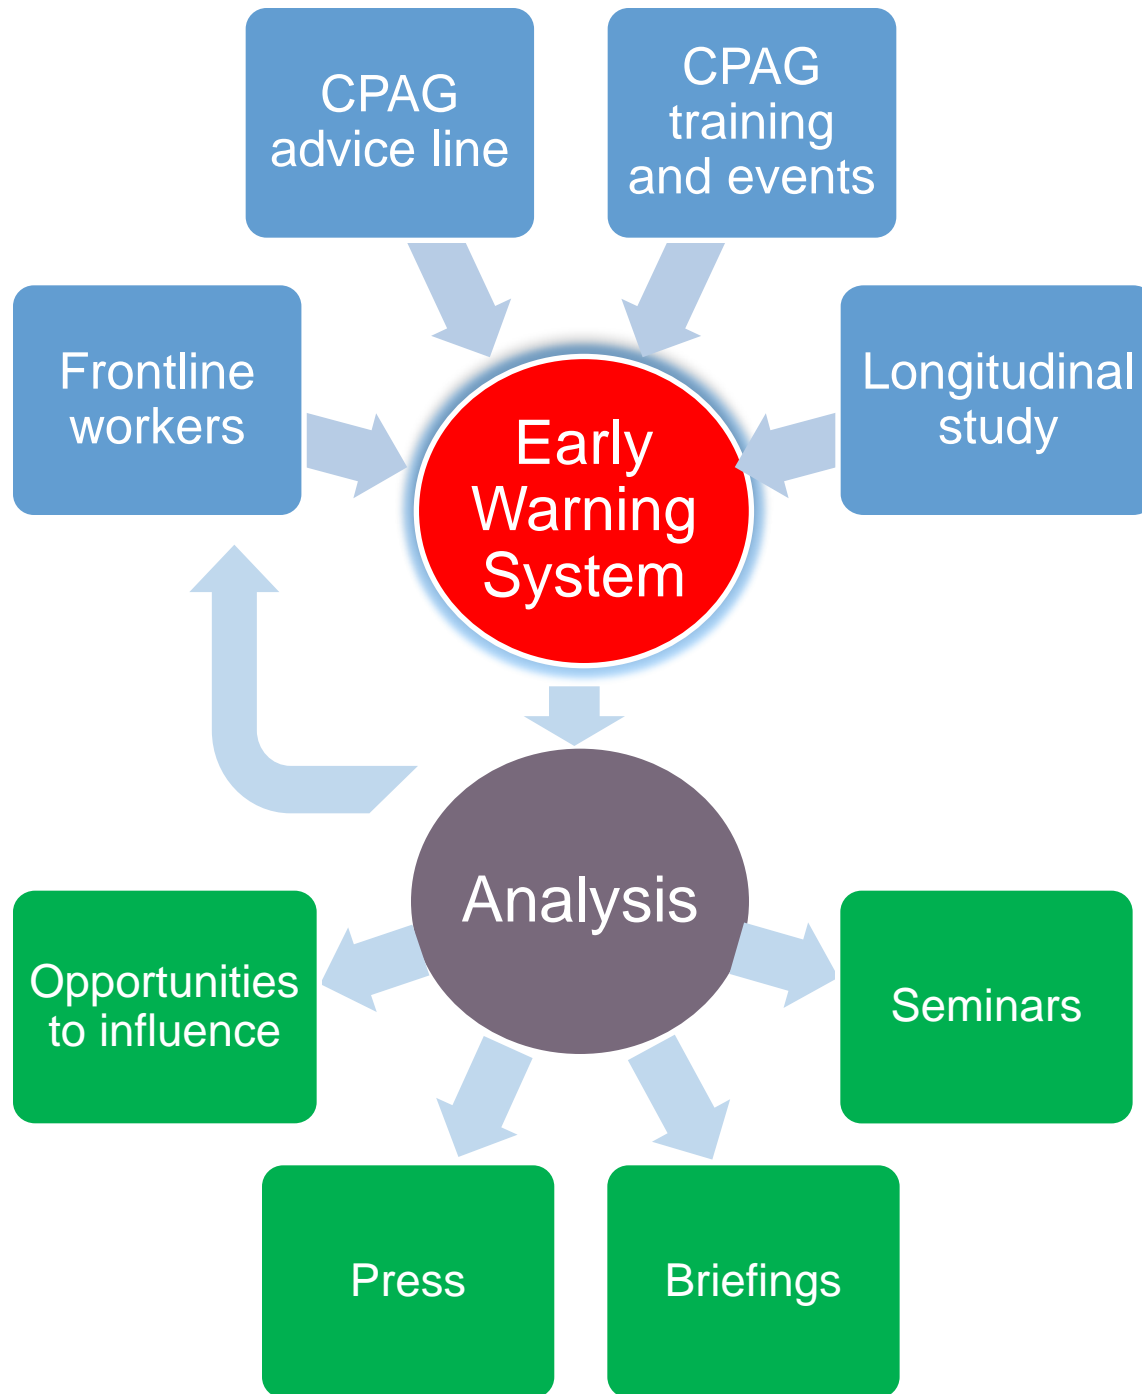 CPAG
advice line
CPAG
training
and events
Frontline
workers
Longitudinal
study
Early
Warning
System
Analysis
Opportunities
to influence
Seminars
Press
Briefings